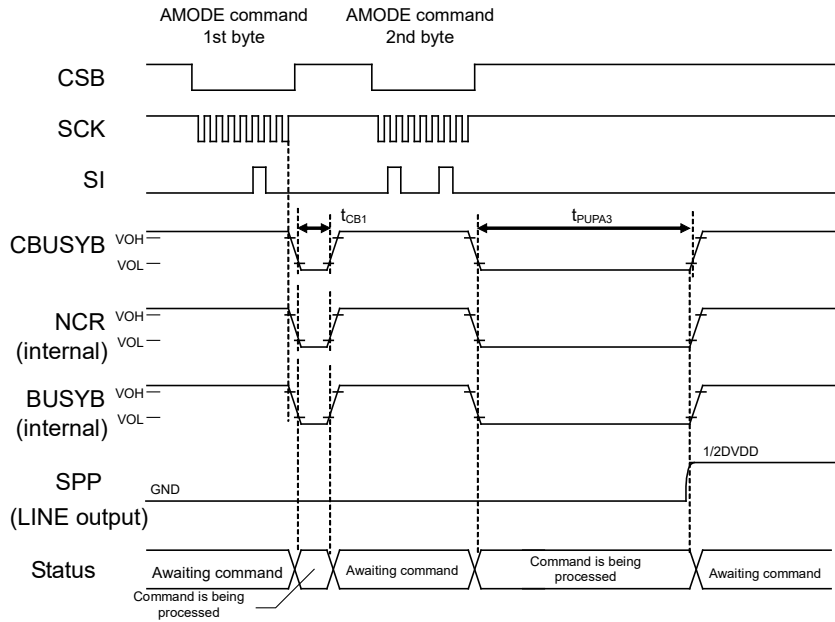 AMODE command
1st byte
AMODE command
2nd byte
CSB
SCK
SI
tCB1
tPUPA3
CBUSYB
VOH
VOL
NCR
(internal)
VOH
VOL
BUSYB
(internal)
VOH
VOL
SPP
(LINE output)
GND
1/2DVDD
Status
Awaiting command
Command is being
processed
Awaiting command
Command is being
processed
Awaiting command